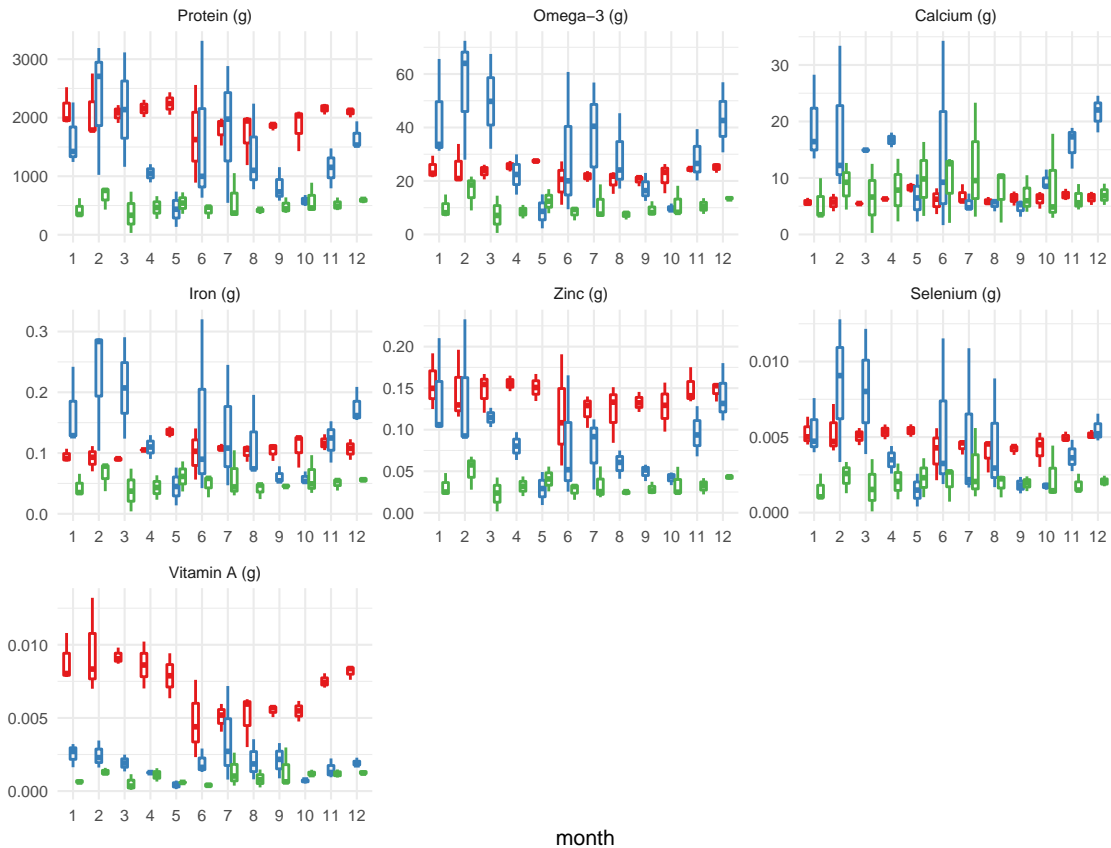 Protein (g)
Omega−3 (g)
Calcium (g)
3000
2000
1000
0
60
40
20
0
30
20
10
0
1 2 3 4 5 6 7 8 9 10 11 12
1 2 3 4 5 6 7 8 9 10 11 12
1 2 3 4 5 6 7 8 9 10 11 12
Iron (g)
Zinc (g)
Selenium (g)
0.3
0.2
0.1
0.0
0.20
0.15
0.10
0.05
0.00
0.010
0.005
0.000
1 2 3 4 5 6 7 8 9 10 11 12
1 2 3 4 5 6 7 8 9 10 11 12
1 2 3 4 5 6 7 8 9 10 11 12
Vitamin A (g)
0.010
0.005
0.000
1 2 3 4 5 6 7 8 9 10 11 12
month